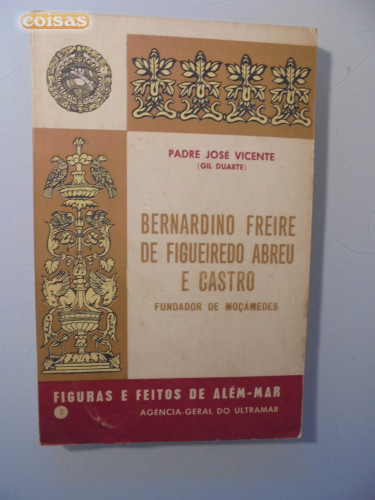 coisas
PADRE JOSÉ VICENTE
(GIL DUARTE)
BERNARDINO FREIRE
DE FIGUEIREDO ABREU
E CASTRO
FUNDADOR DE MOÇÂMEDES
FIGURAS E FEITOS DE ALÉM-MAR
AGENCIA-GERAL DO ULTRAMAR